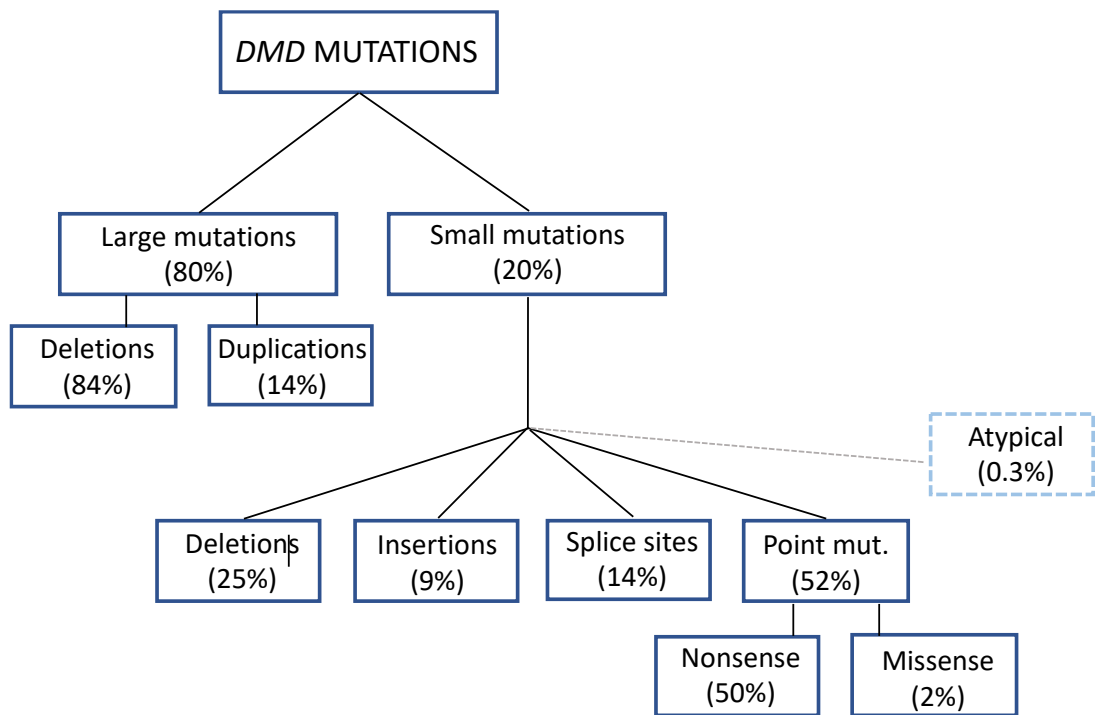 DMD MUTATIONS
Large mutations
(80%)
Small mutations
(20%)
Deletions
(84%)
Duplications
(14%)
Atypical
(0.3%)
Deletions
(25%)
Insertions
(9%)
Splice sites
(14%)
Point mut.
(52%)
Nonsense
(50%)
Missense
(2%)